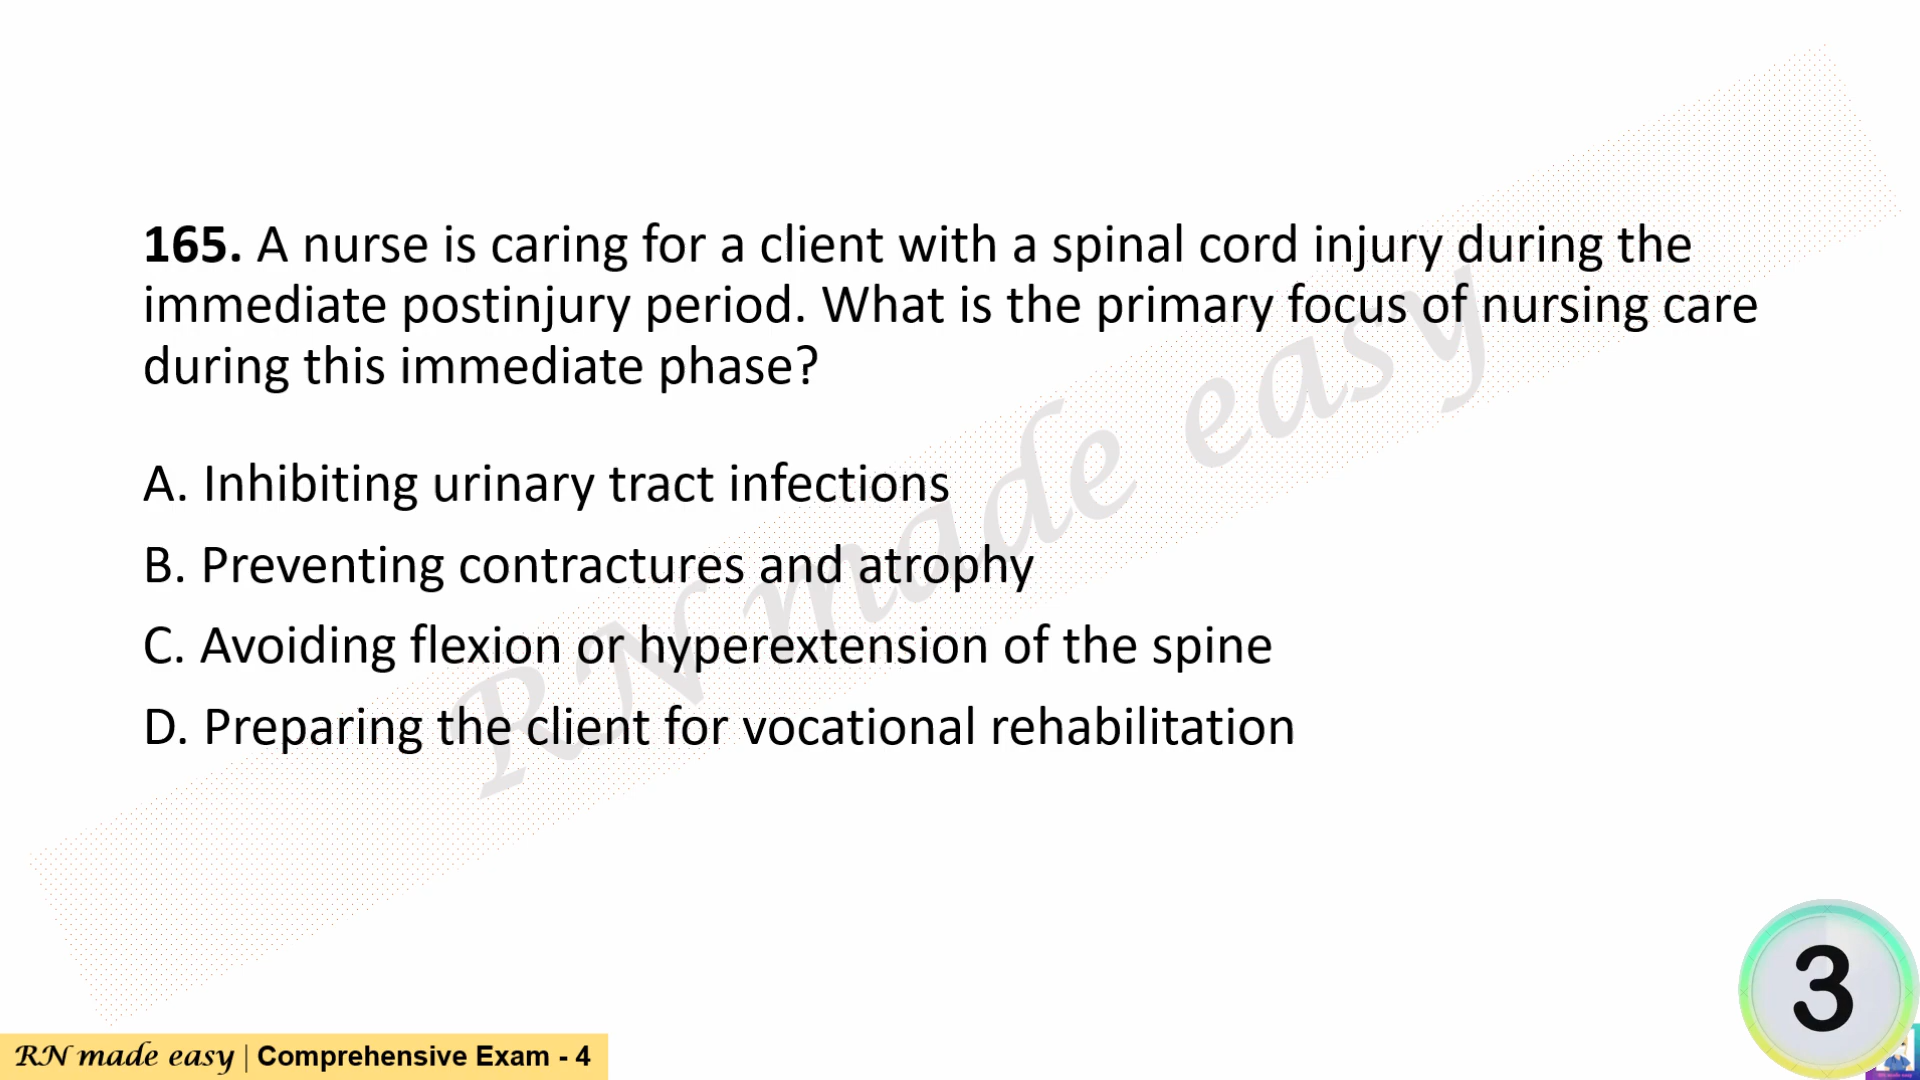 165. A nurse is caring for a client with a spinal cord injury during the
immediate postinjury period. What is the primary focus of nursing care
during this immediate phase?
A. Inhibiting urinary tract infections
B. Preventing contractures and atrophy
C. Avoiding flexion or hyperextension of the spine
D. Preparing the client for vocational rehabilitation
RN made easy
3
RN made easy | Comprehensive Exam - 4